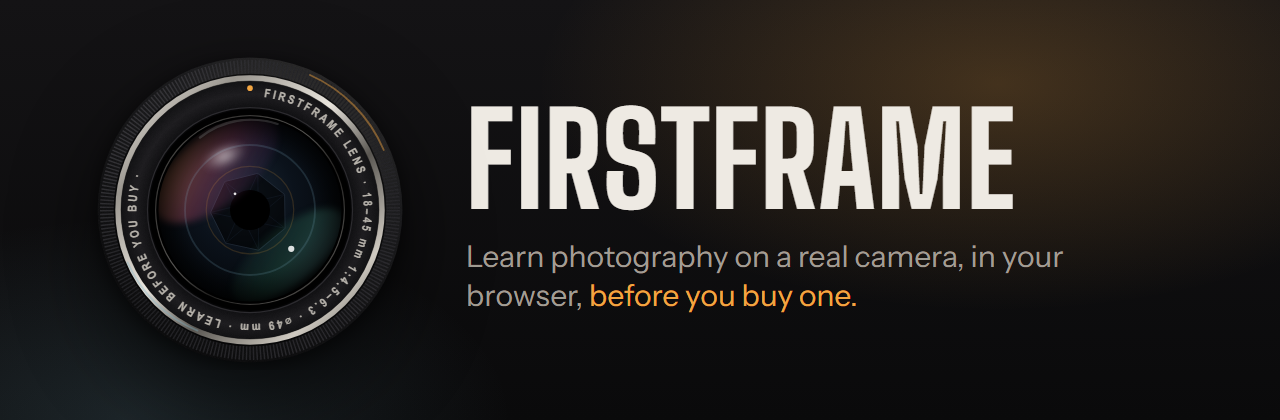 FIRSTFRAME LENS · 18–45 mm 1:4.5–6.3 · ⌀49 mm · LEARN BEFORE YOU BUY ·
FIRSTFRAME
Learn photography on a real camera, in your
browser, before you buy one.